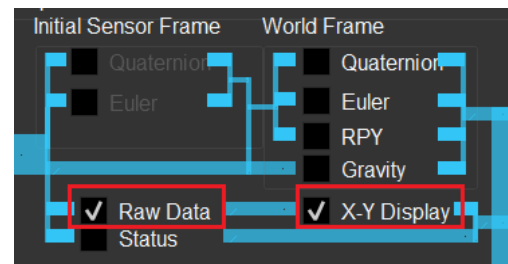 Initial Sensor Frame World Frame
Quaternion Quaternion
Euler Euler
RPY
Gravity
Raw Data X-Y Display
Status